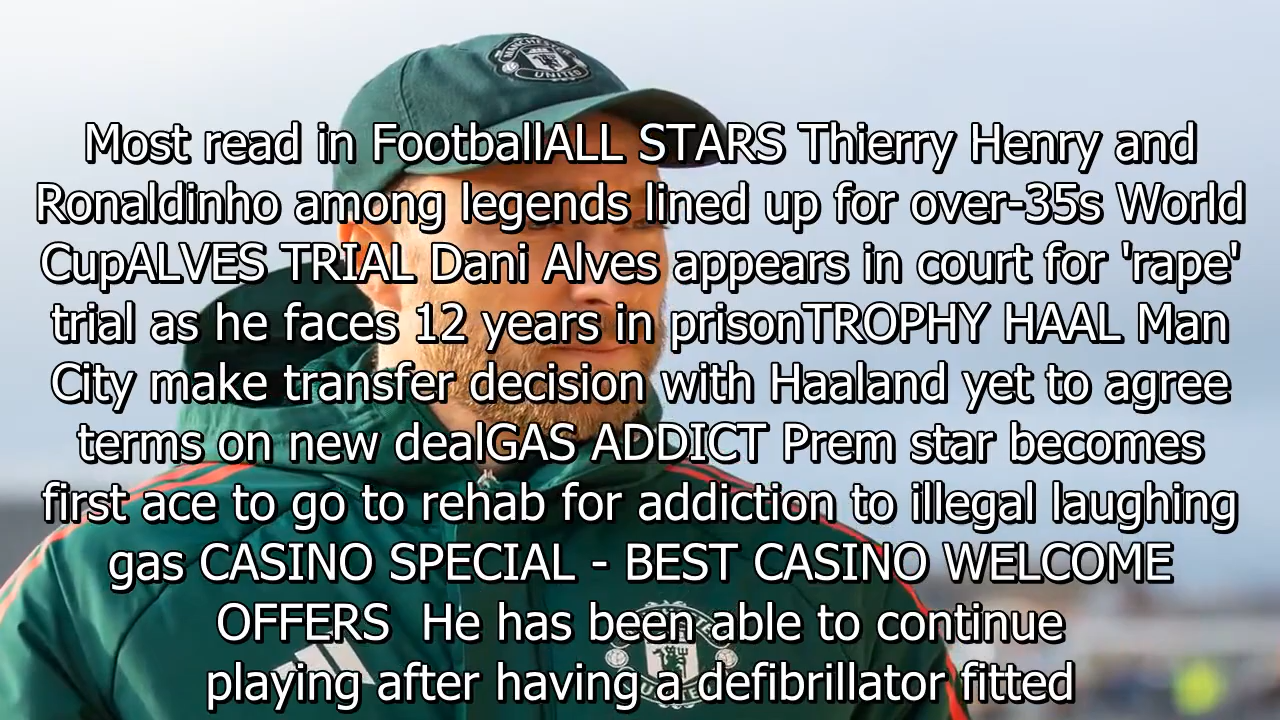 MANCHESTER
UNITED
Most read in FootballALL STARS Thierry Henry and
Ronaldinho among legends lined up for over-35s World
CupALVES TRIAL Dani Alves appears in court for 'rape'
trial as he faces 12 years in prisonTROPHY HAAL Man
City make transfer decision with Haaland yet to agree
terms on new dealGAS ADDICT Prem star becomes
first ace to go to rehab for addiction to illegal laughing
gas CASINO SPECIAL - BEST CASINO WELCOME
OFFERS  He has been able to continue
playing after having a defibrillator fitted